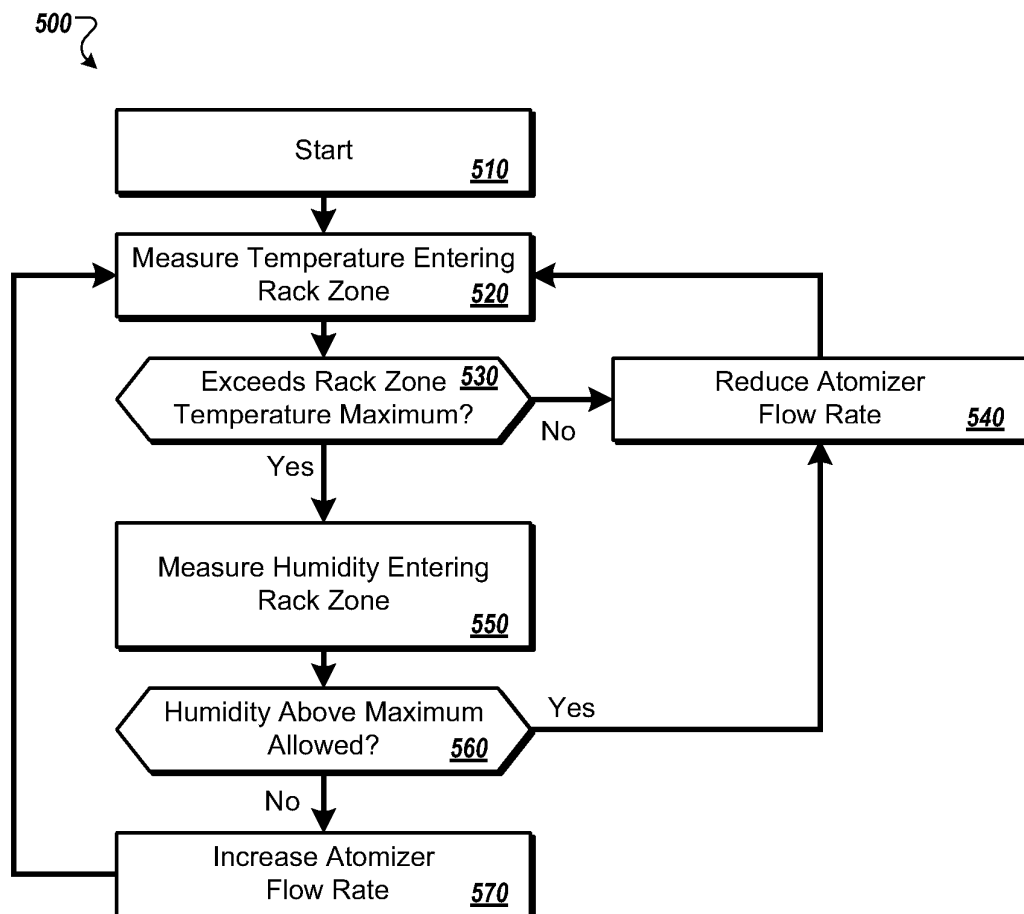 500
Start
510
Measure Temperature Entering
Rack Zone 520
Exceeds Rack Zone 530
Temperature Maximum?
No
Reduce Atomizer
Flow Rate 540
Yes
Measure Humidity Entering
Rack Zone
550
Humidity Above Maximum
Allowed? 560
Yes
No
Increase Atomizer
Flow Rate 570